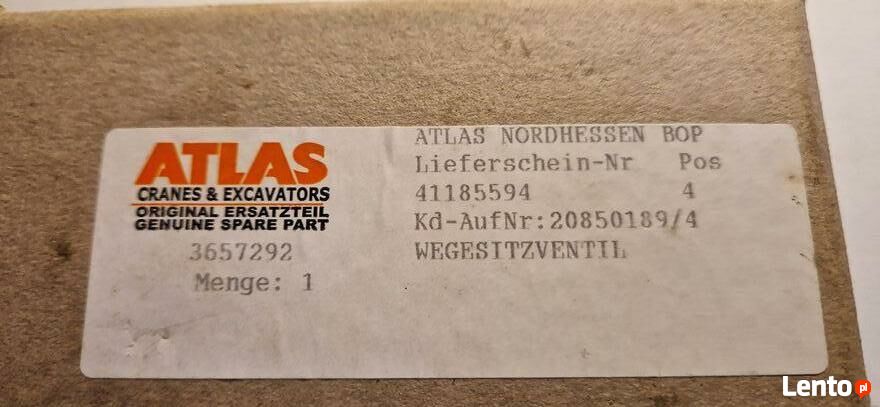 ATLAS
CRANES & EXCAVATORS
ORIGINAL ERSATZTEIL
GENUINE SPARE PART
3657292
Menge: 1
ATLAS NORDHESSEN BOP
Lieferschein-Nr Pos
41185594 4
Kd-AufNr:20850189/4
WEGESITZVENTIL
Lento.pl